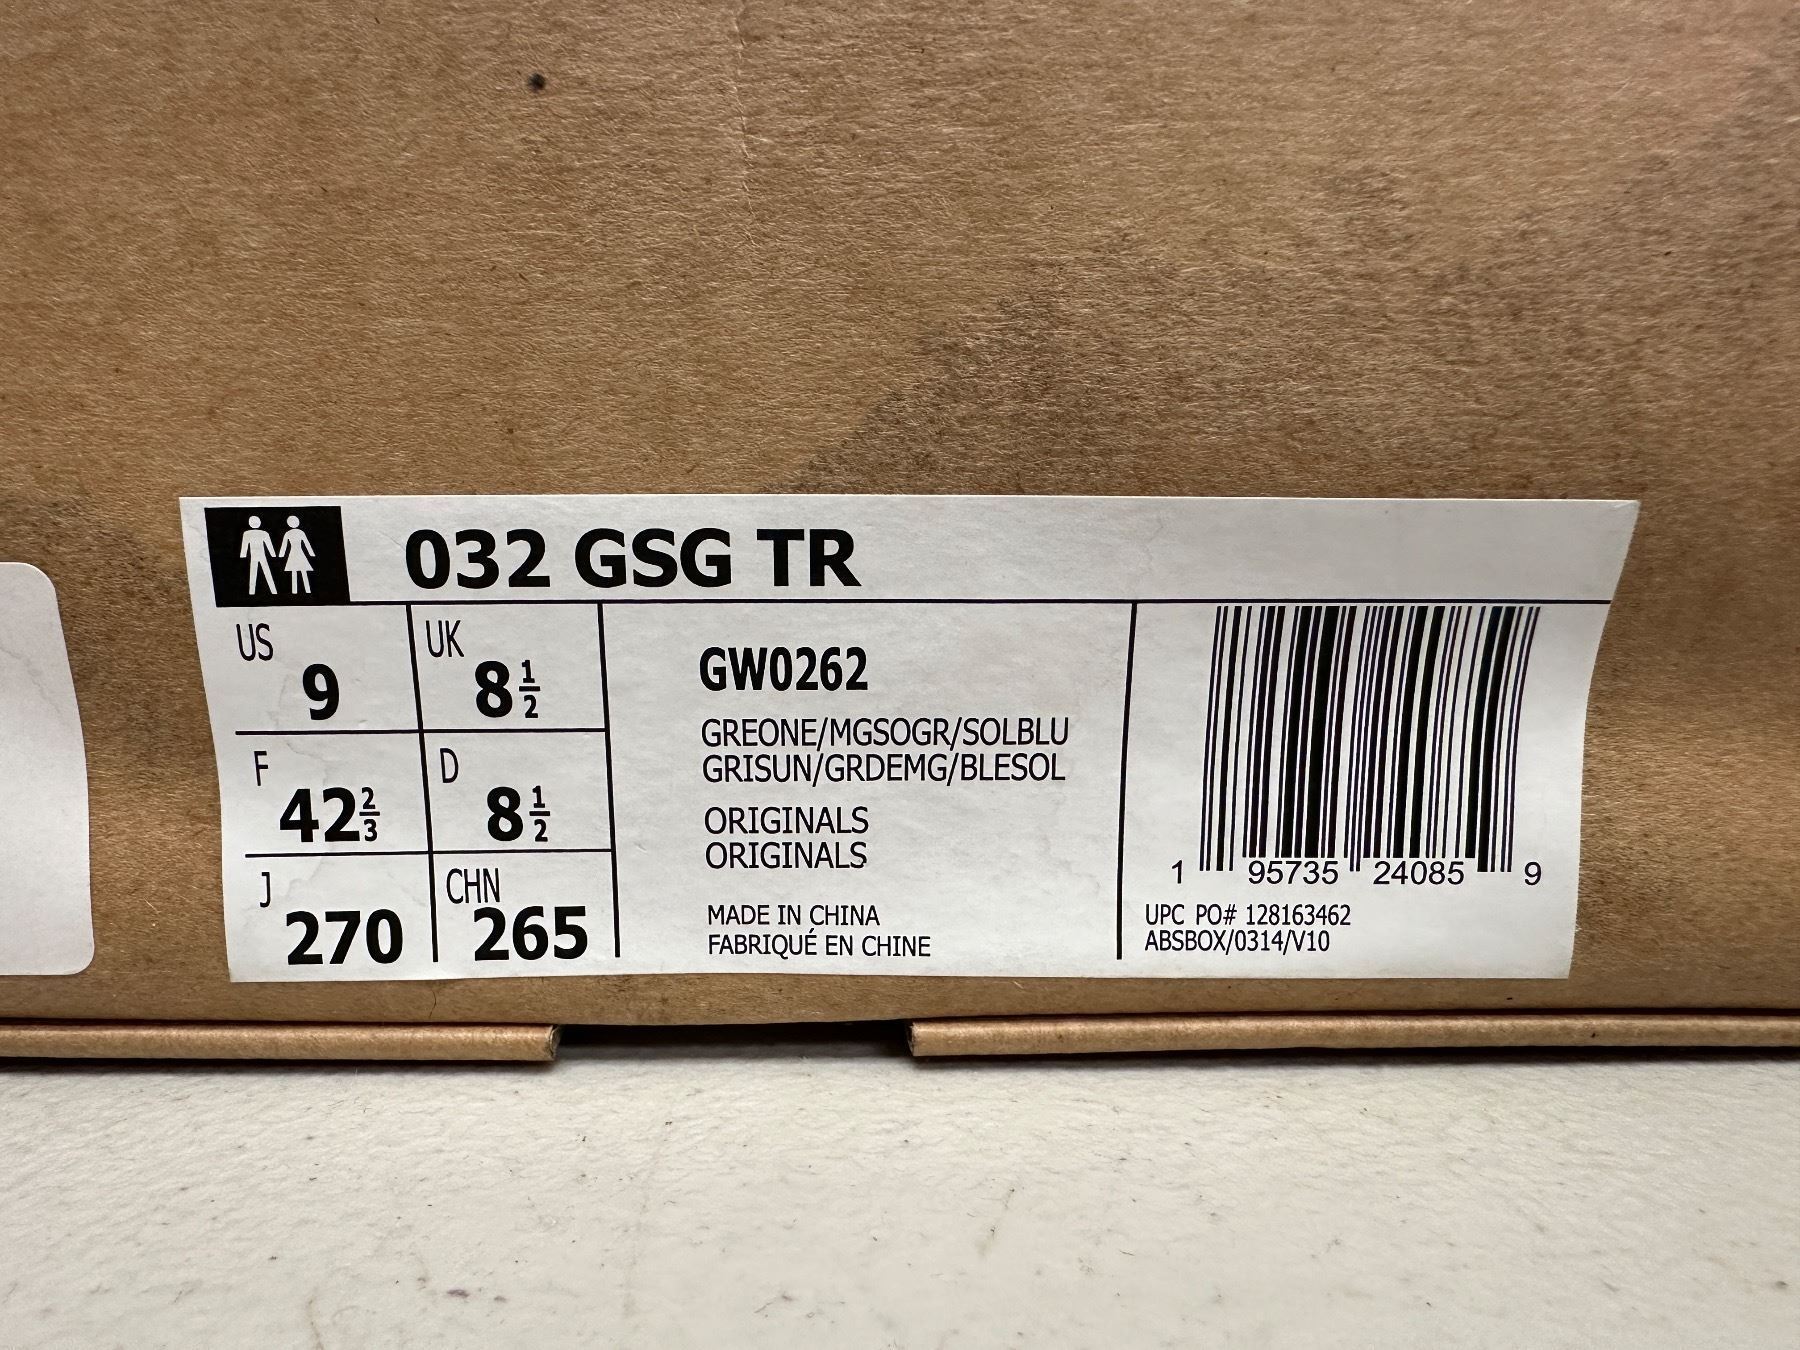 032 GSG TR
US 9 UK 8 1/2
F 42 2/3 D 8 1/2
J 270 CHN 265
GW0262
GREONE/MGSOGR/SOLBLU
GRISUN/GRDEMG/BLESOL
ORIGINALS
ORIGINALS
MADE IN CHINA
FABRIQUÉ EN CHINE
1 95735 24085 9
UPC PO# 128163462
ABSBOX/0314/V10